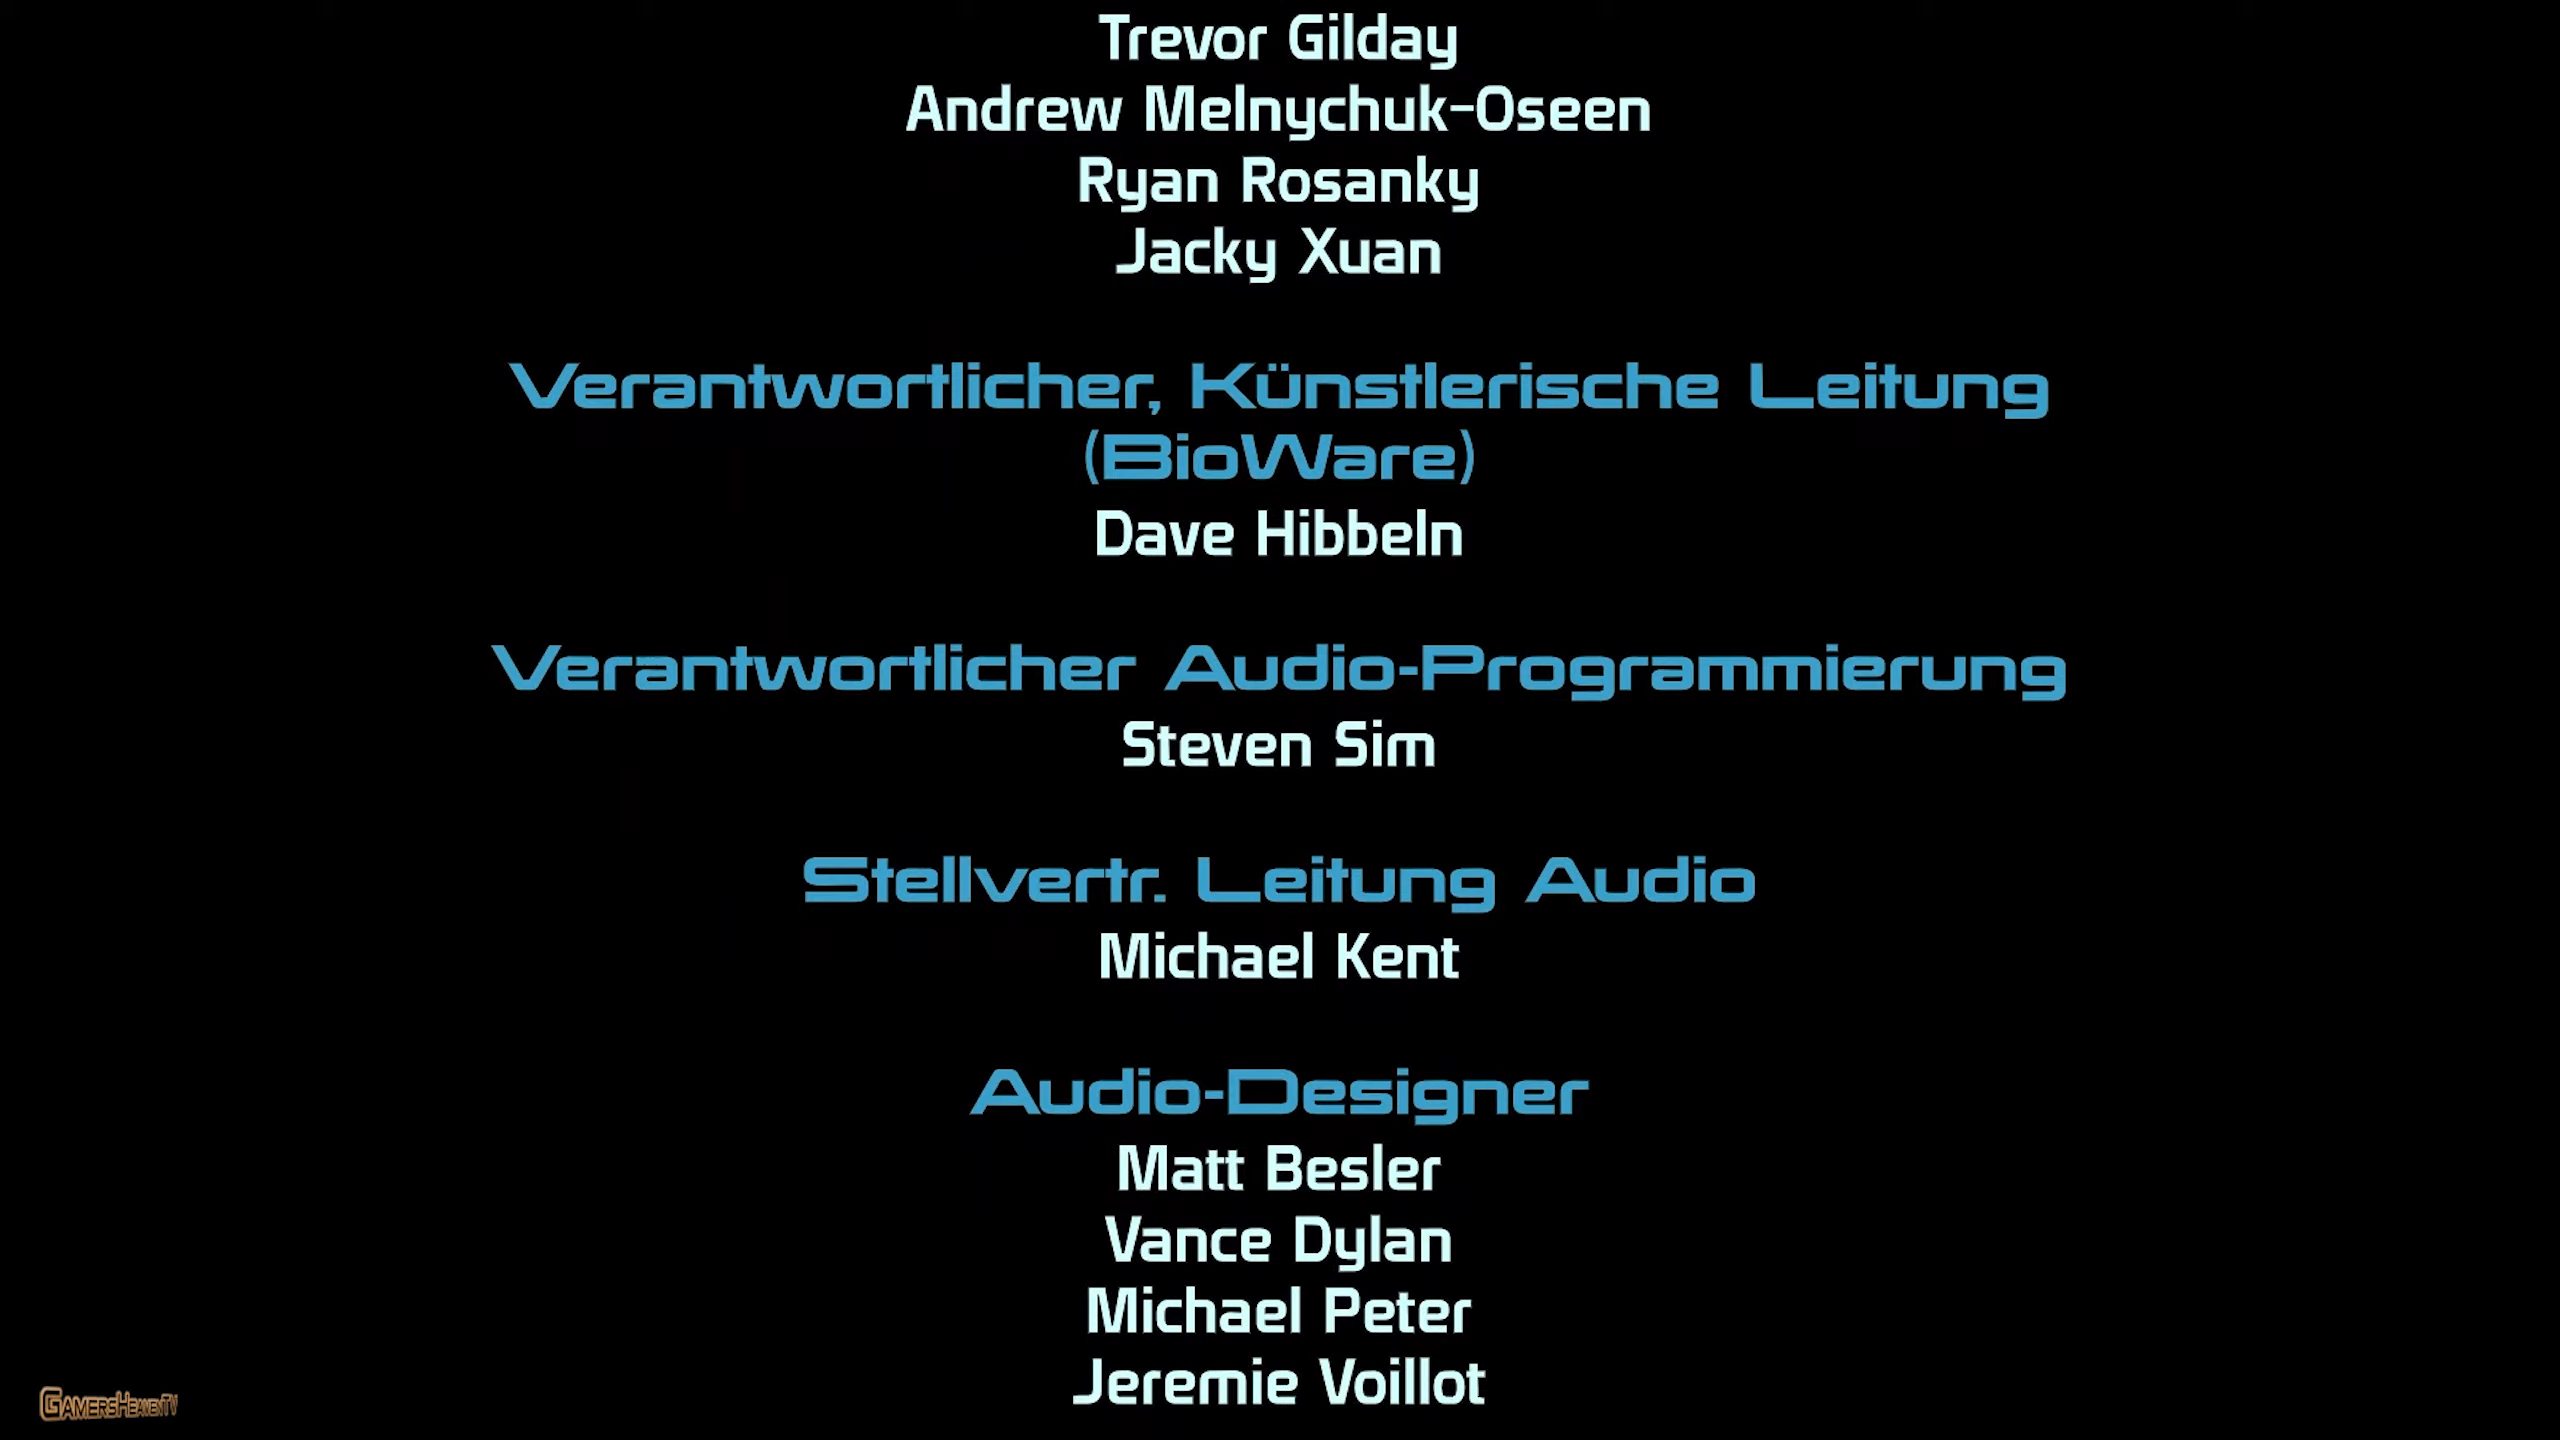 Trevor Gilday
Andrew Melnychuk-Oseen
Ryan Rosanky
Jacky Xuan
Verantwortlicher, Künstlerische Leitung
(BioWare)
Dave Hibbeln
Verantwortlicher Audio-Programmierung
Steven Sim
Stellvertr. Leitung Audio
Michael Kent
Audio-Designer
Matt Besler
Vance Dylan
Michael Peter
Jeremie Voillot
GamersHeavenTV